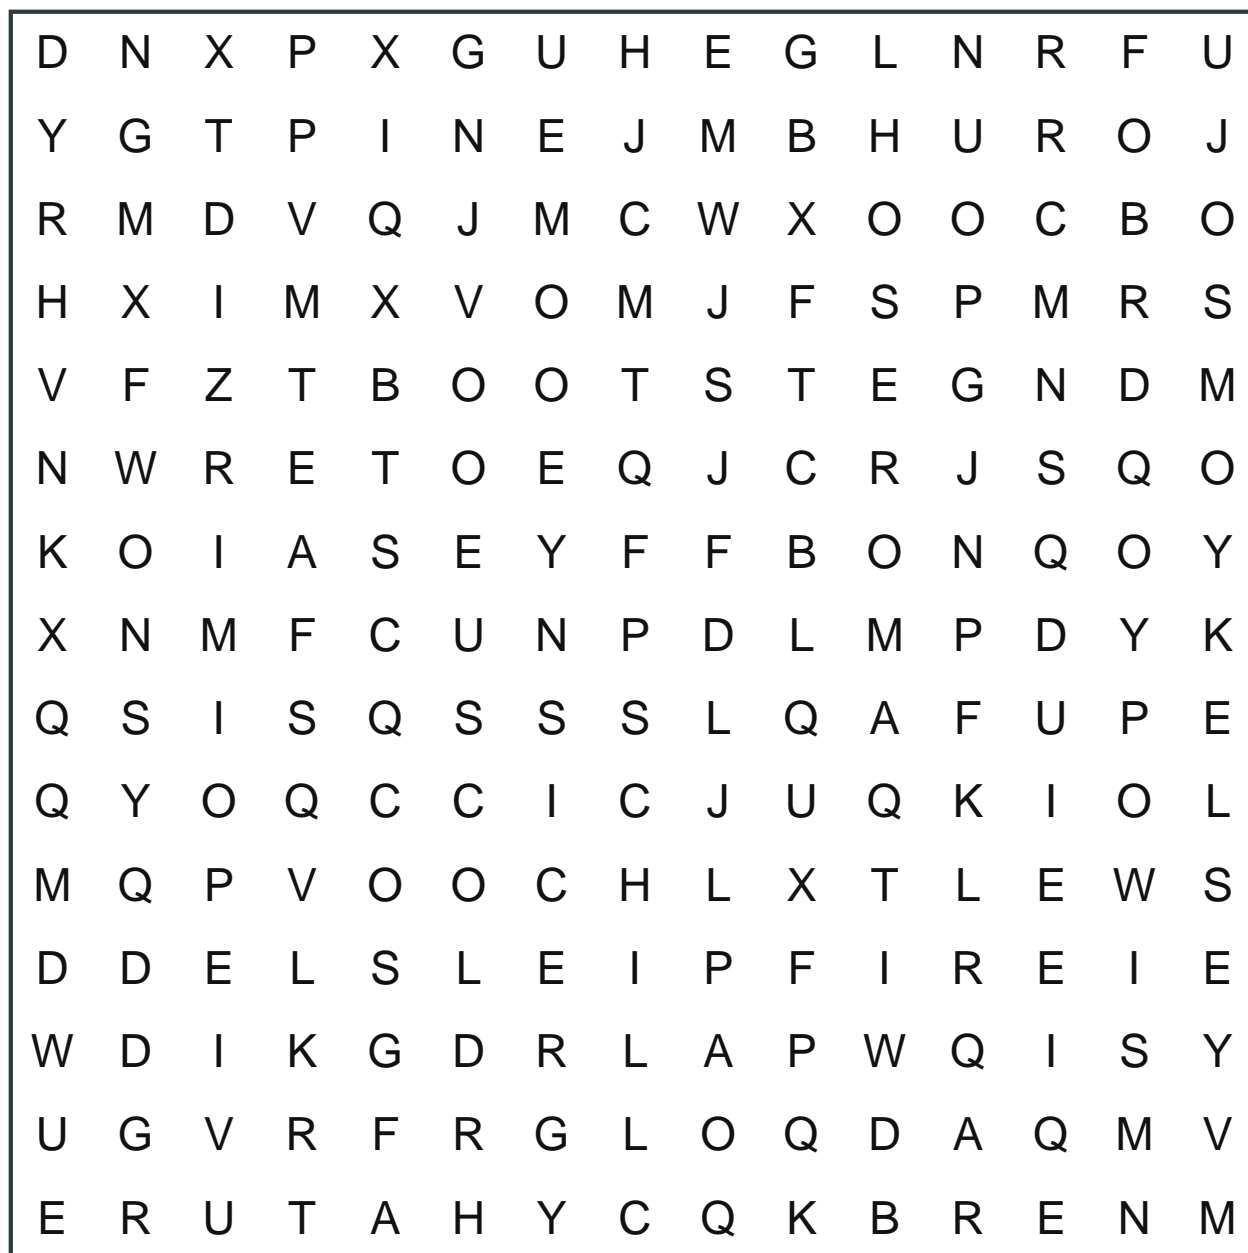 D N X P X G U H E G L N R F U
Y G T P I N E J M B H U R O J
R M D V Q J M C W X O O C B O
H X I M X V O M J F S P M R S
V F Z T B O O T S T E G N D M
N W R E T O E Q J C R J S Q O
K O I A S E Y F F B O N Q O Y
X N M F C U N P D L M P D Y K
Q S I S Q S S S L Q A F U P E
Q Y O Q C C I C J U Q K I O L
M Q P V O O C H L X T L E W S
D D E L S L E I P F I R E I E
W D I K G D R L A P W Q I S Y
U G V R F R G L O Q D A Q M V
E R U T A H Y C Q K B R E N M